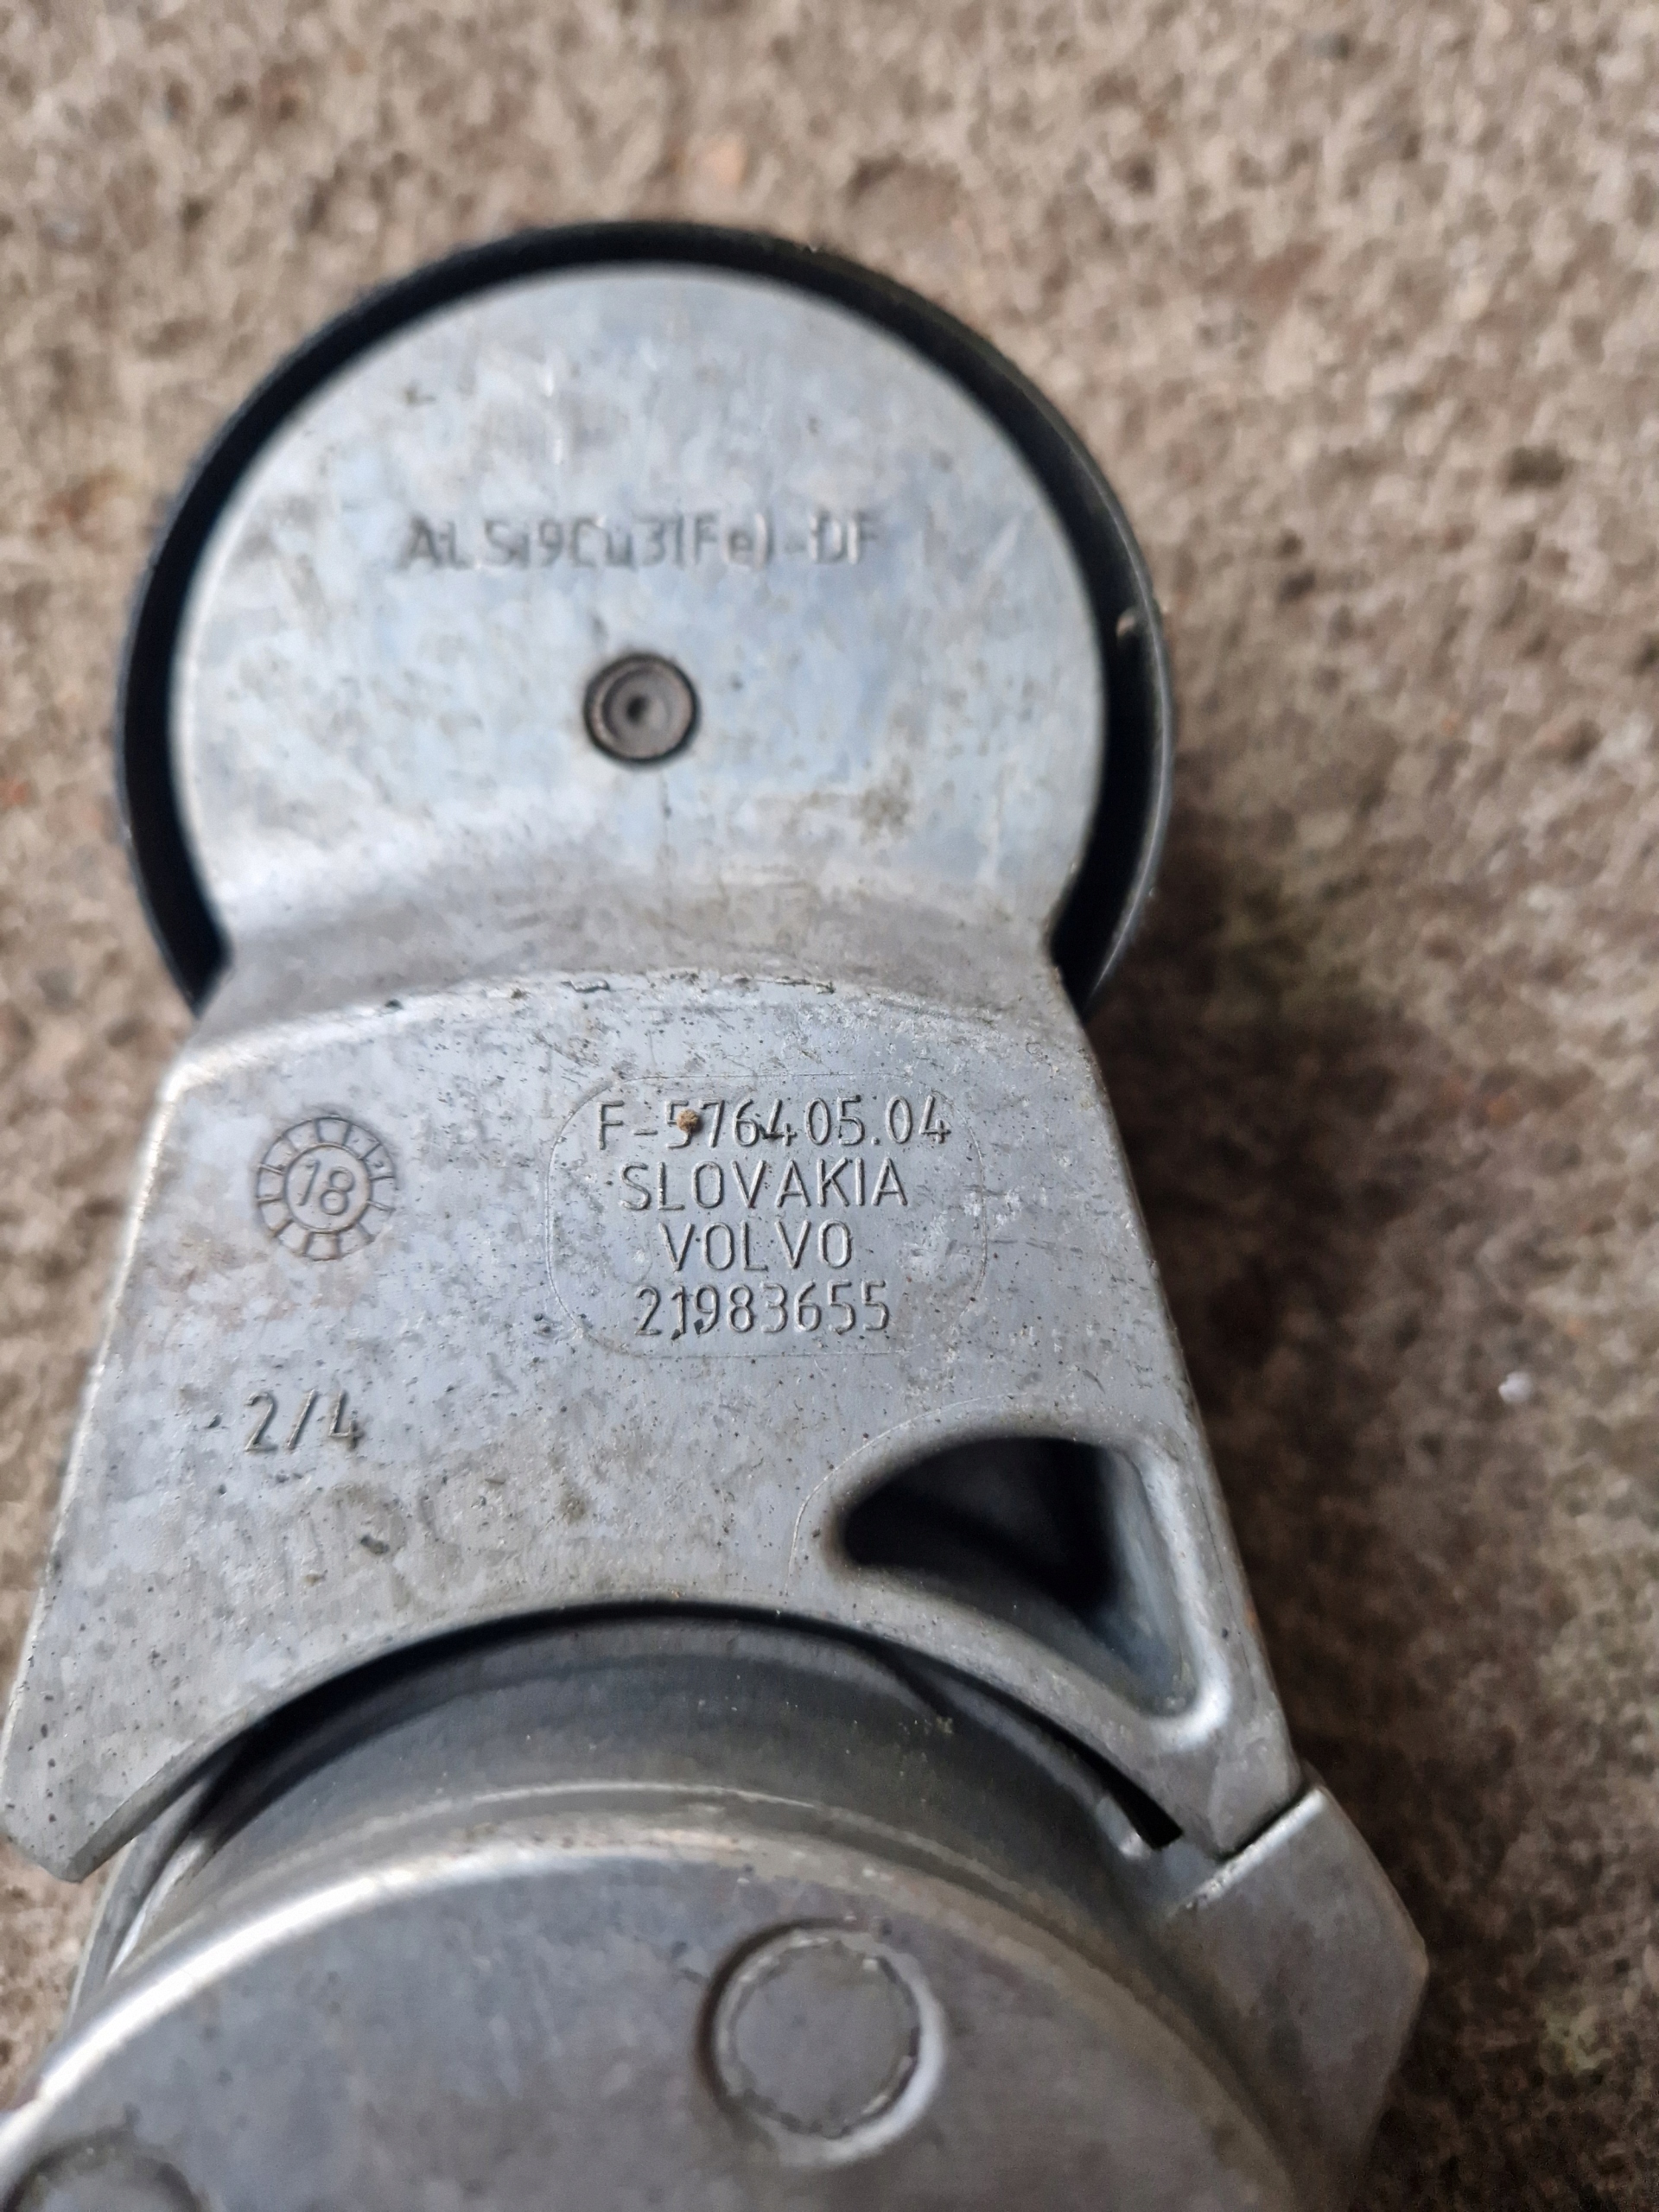 ALSi9Cu3(Fe)-DF
F-576405.04
SLOVAKIA
VOLVO
21983655
18
2/4